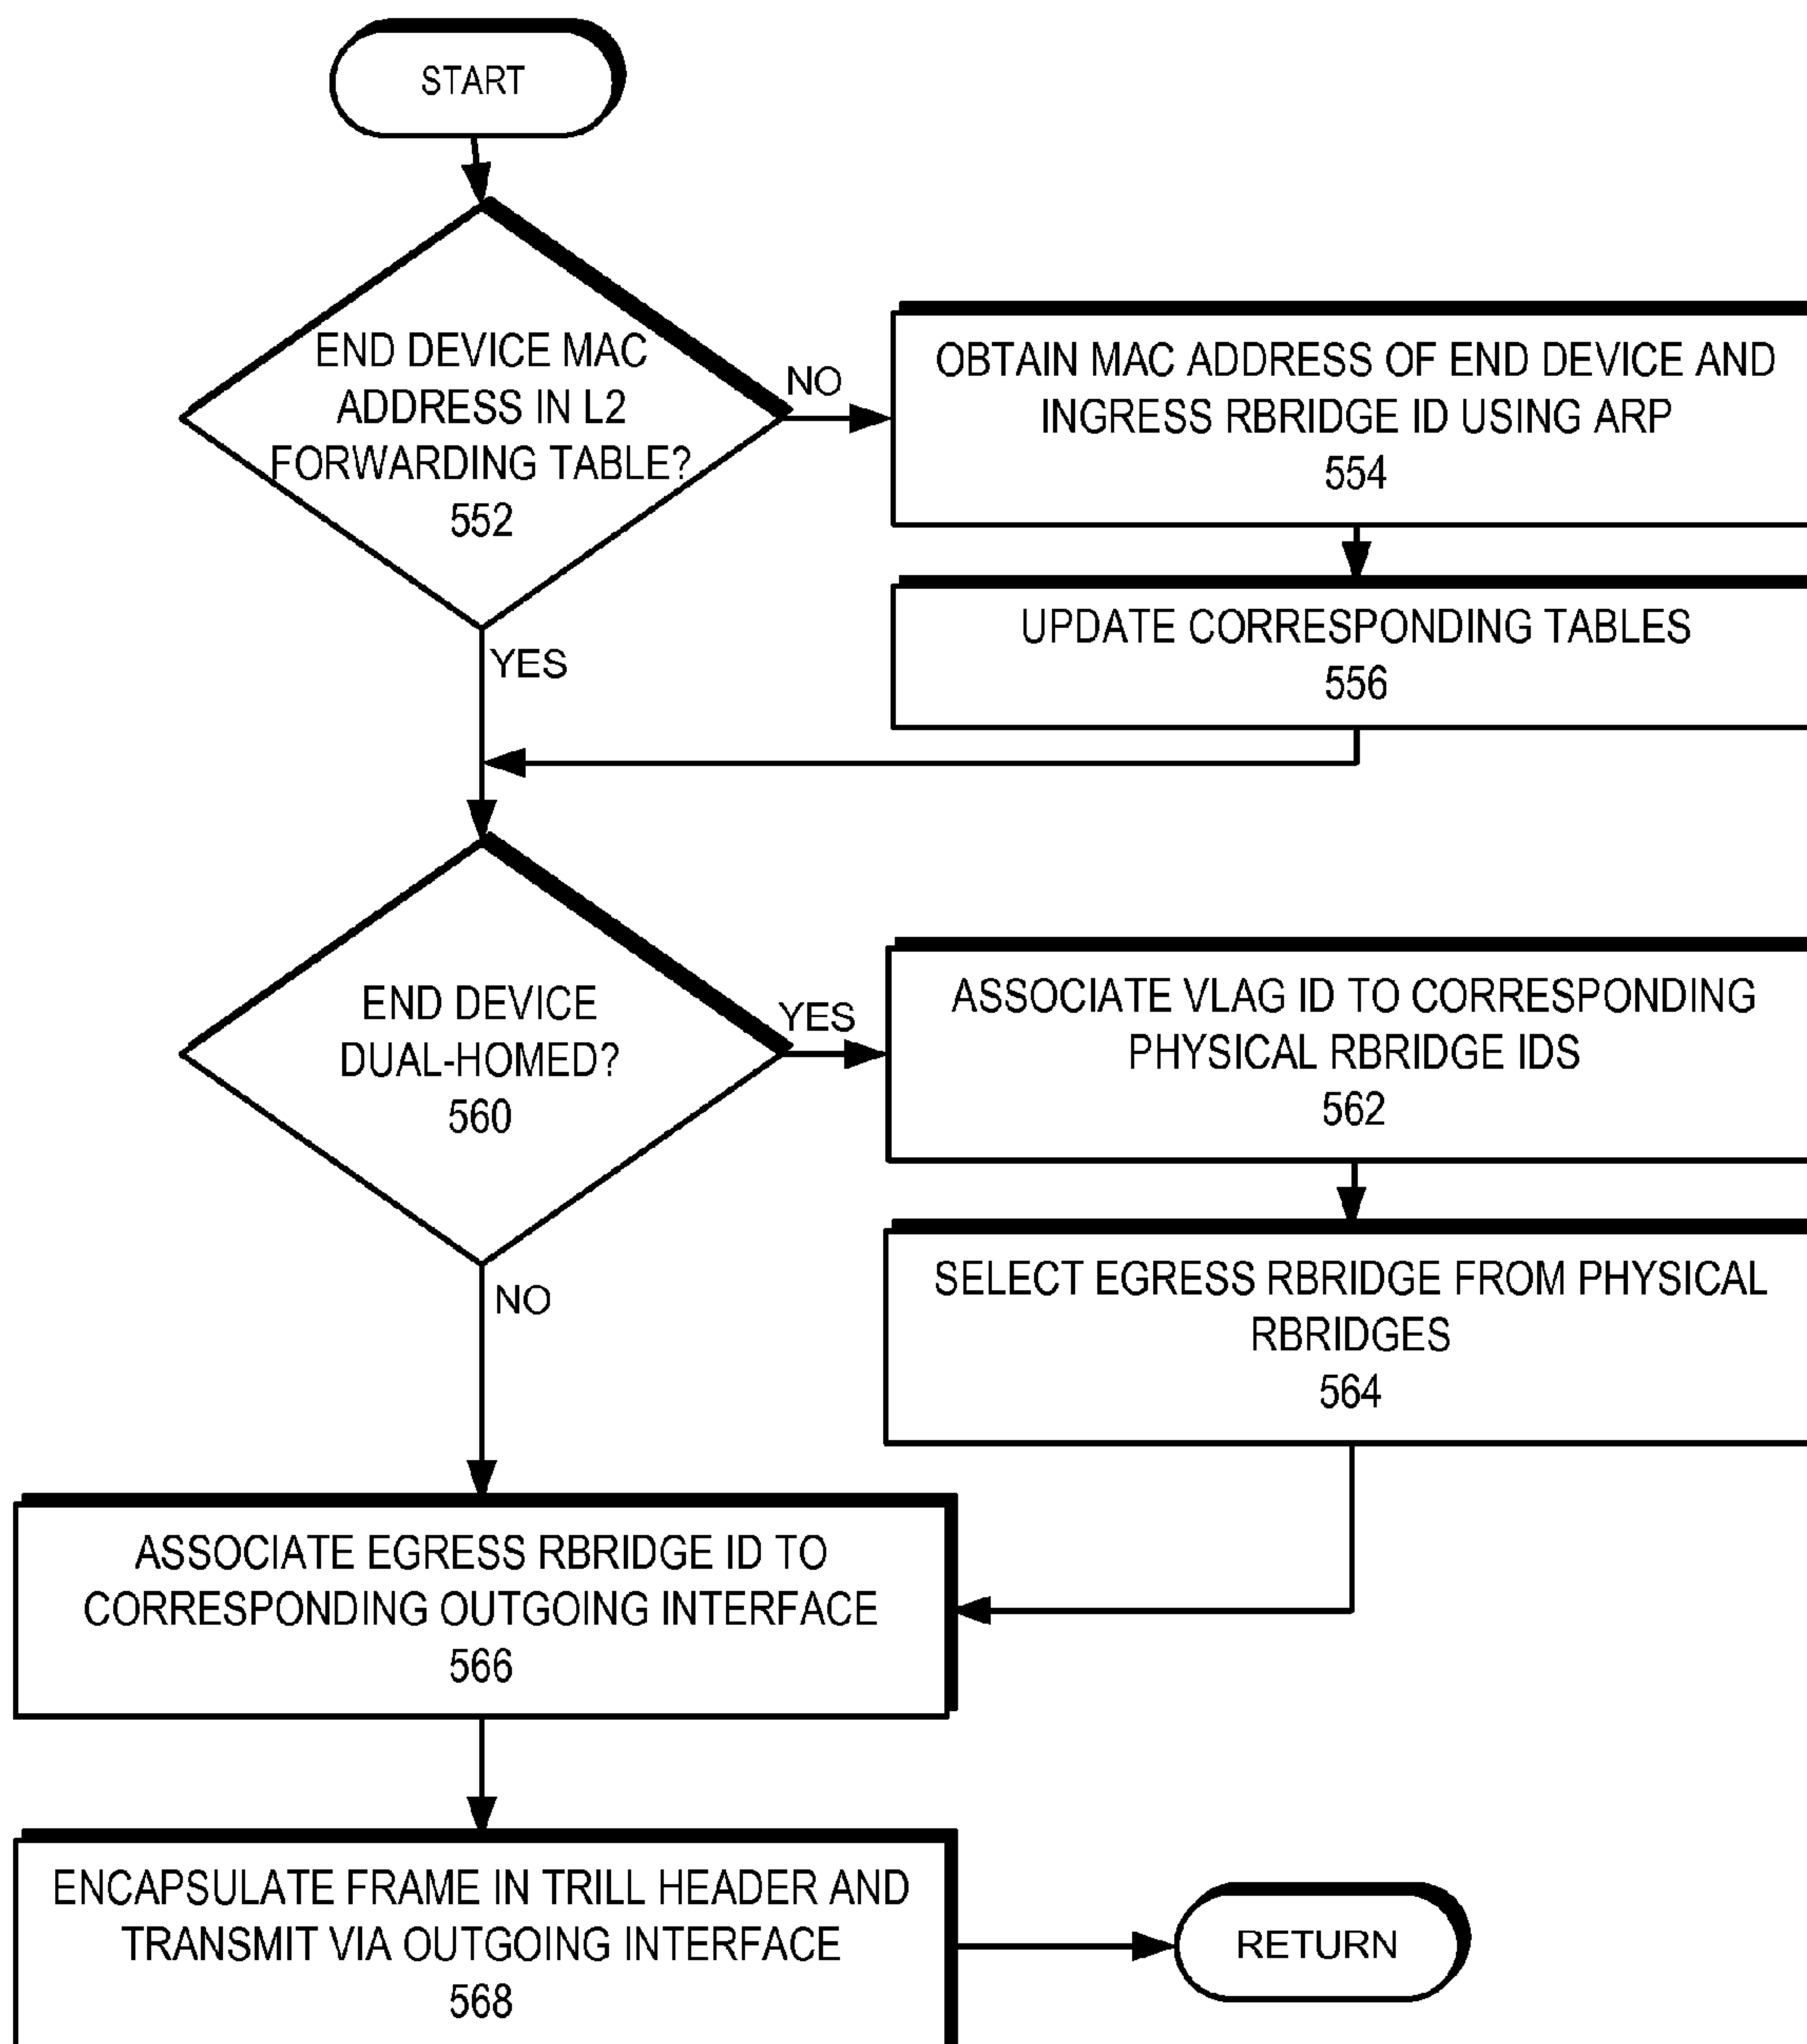 START
END DEVICE MAC
ADDRESS IN L2
FORWARDING TABLE?
552
NO
OBTAIN MAC ADDRESS OF END DEVICE AND
INGRESS RBRIDGE ID USING ARP
554
UPDATE CORRESPONDING TABLES
556
YES
END DEVICE
DUAL-HOMED?
560
YES
ASSOCIATE VLAG ID TO CORRESPONDING
PHYSICAL RBRIDGE IDS
562
SELECT EGRESS RBRIDGE FROM PHYSICAL
RBRIDGES
564
NO
ASSOCIATE EGRESS RBRIDGE ID TO
CORRESPONDING OUTGOING INTERFACE
566
ENCAPSULATE FRAME IN TRILL HEADER AND
TRANSMIT VIA OUTGOING INTERFACE
568
RETURN